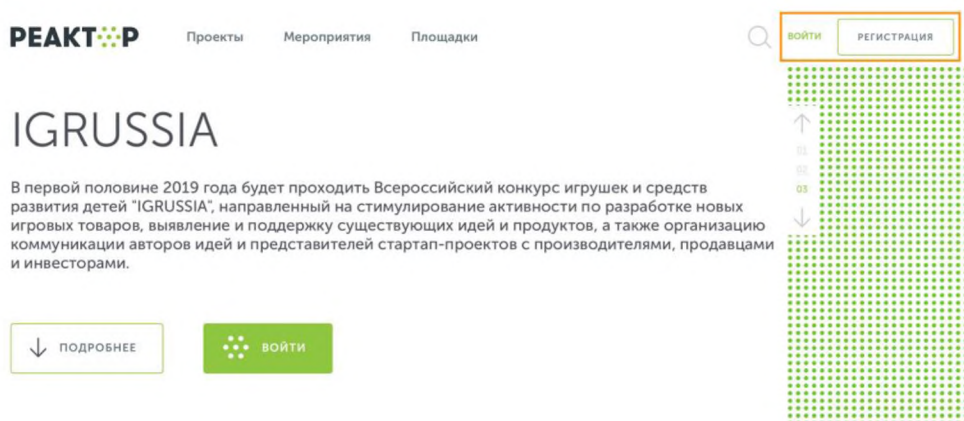 РЕАКТОР
Проекты Мероприятия Площадки
ВОЙТИ РЕГИСТРАЦИЯ
IGRUSSIA
В первой половине 2019 года будет проходить Всероссийский конкурс игрушек и средств
развития детей "IGRUSSIA", направленный на стимулирование активности по разработке новых
игровых товаров, выявление и поддержку существующих идей и продуктов, а также организацию
коммуникации авторов идей и представителей стартап-проектов с производителями, продавцами
и инвесторами.
01
02
03
ПОДРОБНЕЕ
ВОЙТИ